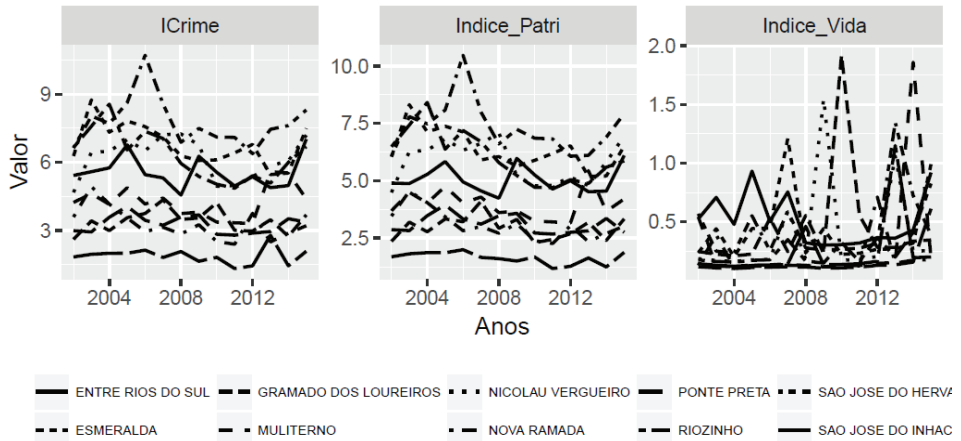 ICrime Indice_Patri Indice_Vida
Valor
9
6
3
10.0
7.5
5.0
2.5
2.0
1.5
1.0
0.5
2004 2008 2012 2004 2008 2012 2004 2008 2012
Anos
ENTRE RIOS DO SUL GRAMADO DOS LOUREIROS NICOLAU VERGUEIRO PONTE PRETA SAO JOSE DO HERVA
ESMERALDA MULITERNO NOVA RAMADA RIOZINHO SAO JOSE DO INHAC